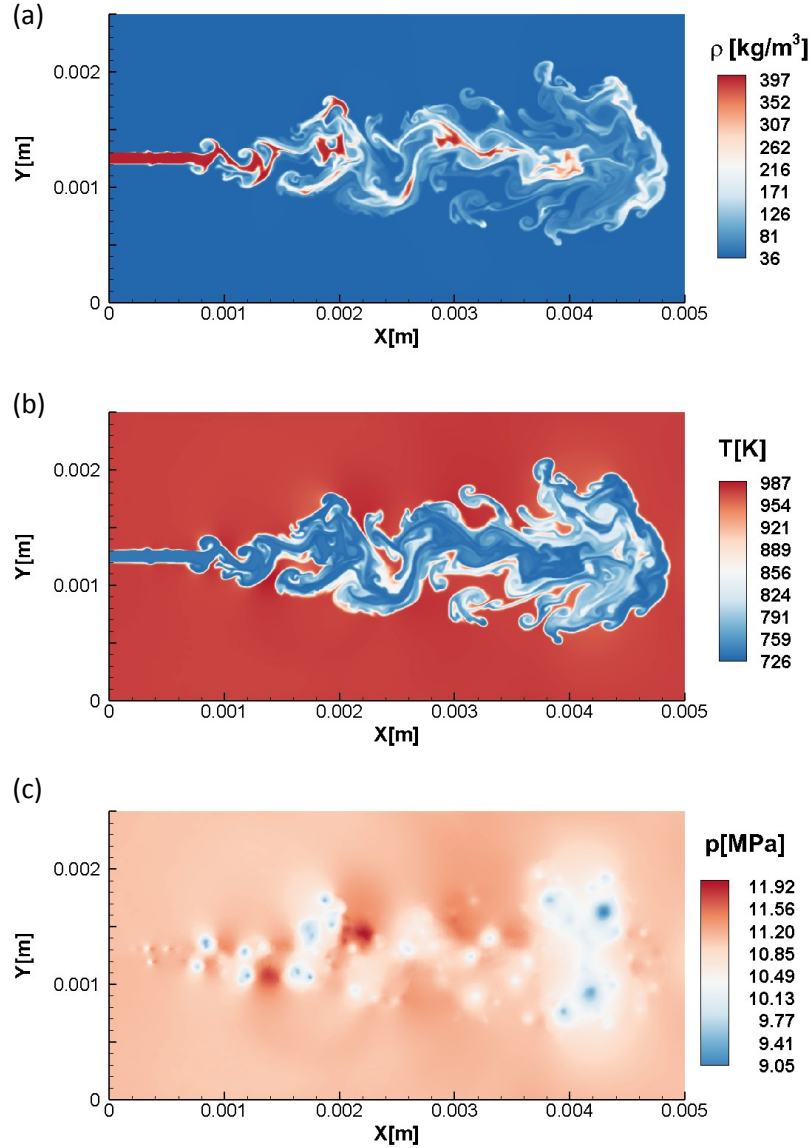 (a)
ρ [kg/m³]
397
352
307
262
216
171
126
81
36
Y[m]
0.002
0.001
0
0 0.001 0.002 0.003 0.004 0.005
X[m]
(b)
T[K]
987
954
921
889
856
824
791
759
726
Y[m]
0.002
0.001
0
0 0.001 0.002 0.003 0.004 0.005
X[m]
(c)
p[MPa]
11.92
11.56
11.20
10.85
10.49
10.13
9.77
9.41
9.05
Y[m]
0.002
0.001
0
0 0.001 0.002 0.003 0.004 0.005
X[m]